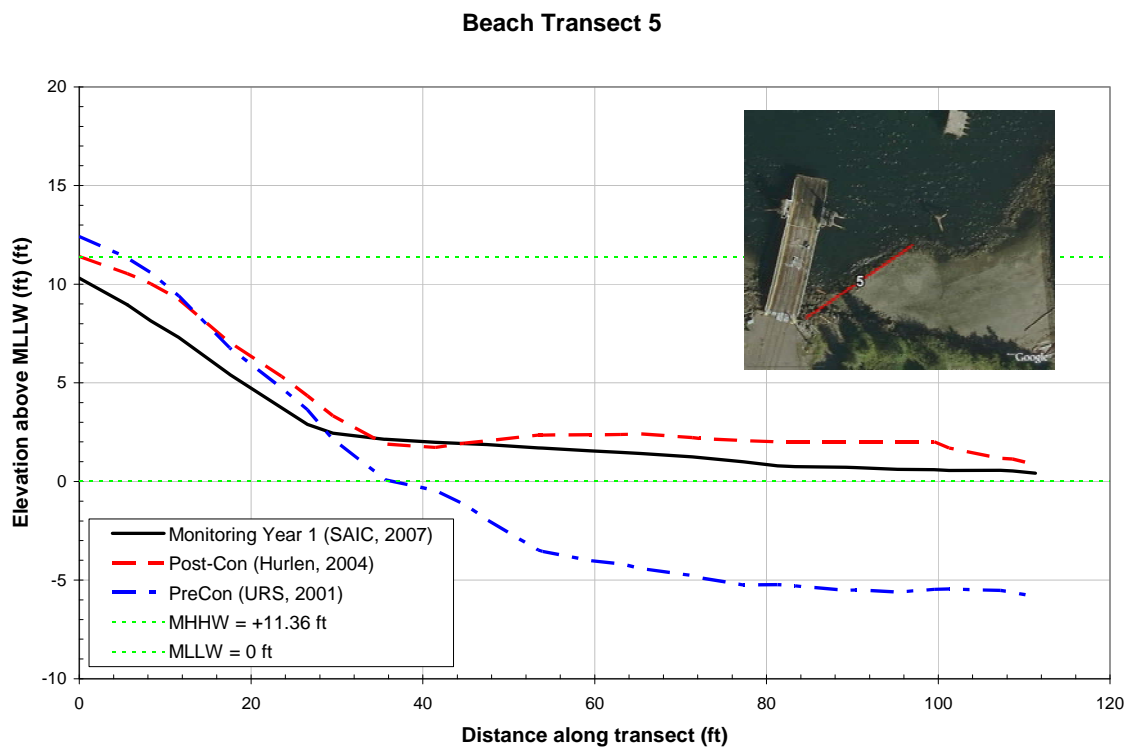 Beach Transect 5
Elevation above MLLW (ft) (ft)
20
15
10
5
0
-5
-10
5
Google
Monitoring Year 1 (SAIC, 2007)
Post-Con (Hurlen, 2004)
PreCon (URS, 2001)
MHHW = +11.36 ft
MLLW = 0 ft
0 20 40 60 80 100 120
Distance along transect (ft)